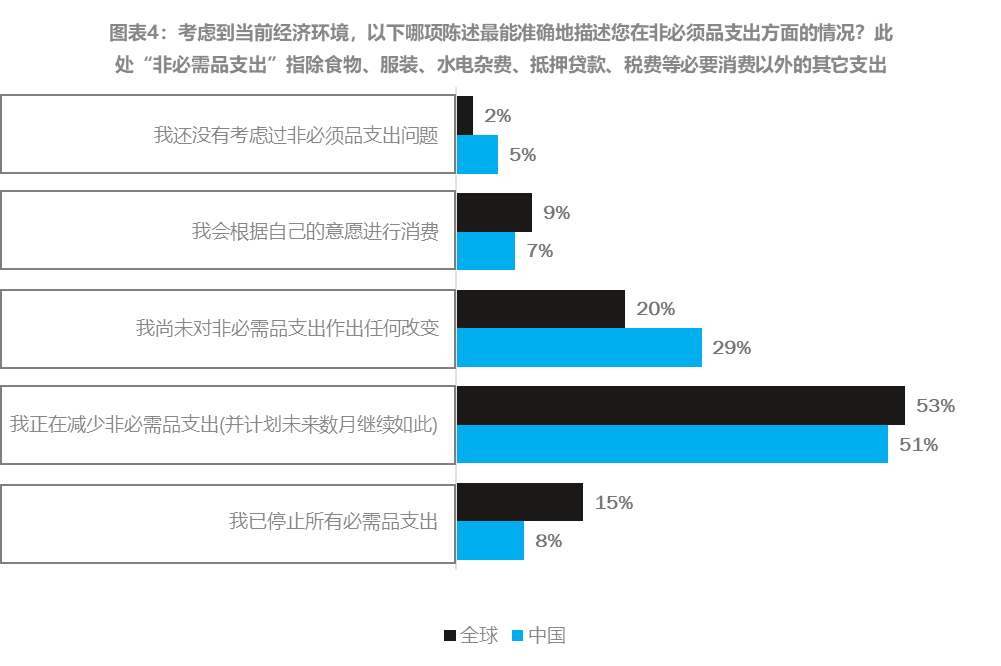 图表4：考虑到当前经济环境，以下哪项陈述最能准确地描述您在非必须品支出方面的情况？此
处“非必需品支出”指除食物、服装、水电杂费、抵押贷款、税费等必要消费以外的其它支出
我还没有考虑过非必须品支出问题
2%
5%
我会根据自己的意愿进行消费
9%
7%
我尚未对非必需品支出作出任何改变
20%
29%
我正在减少非必需品支出(并计划未来数月继续如此)
53%
51%
我已停止所有必需品支出
15%
8%
全球
中国